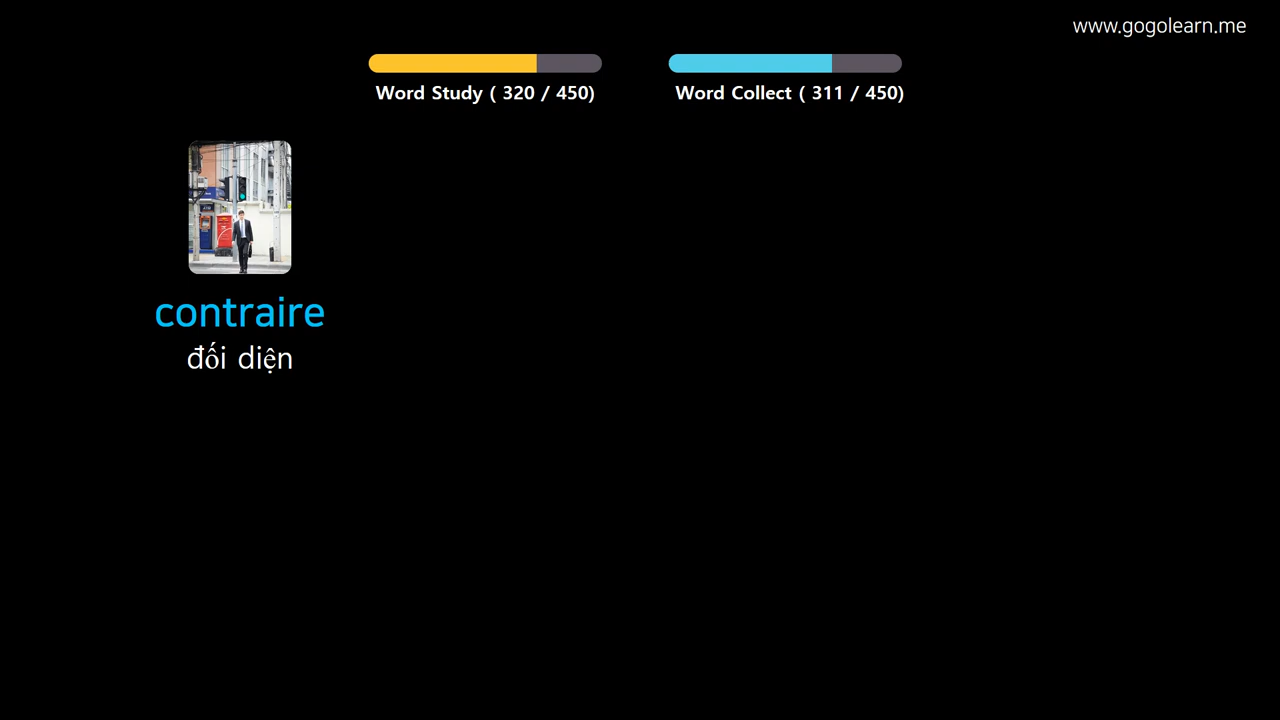 www.gogolearn.me
Word Study ( 320 / 450)
Word Collect ( 311 / 450)
contraire
đối diện